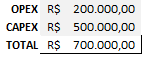 OPEX R$ 200.000,00
CAPEX R$ 500.000,00
TOTAL R$ 700.000,00